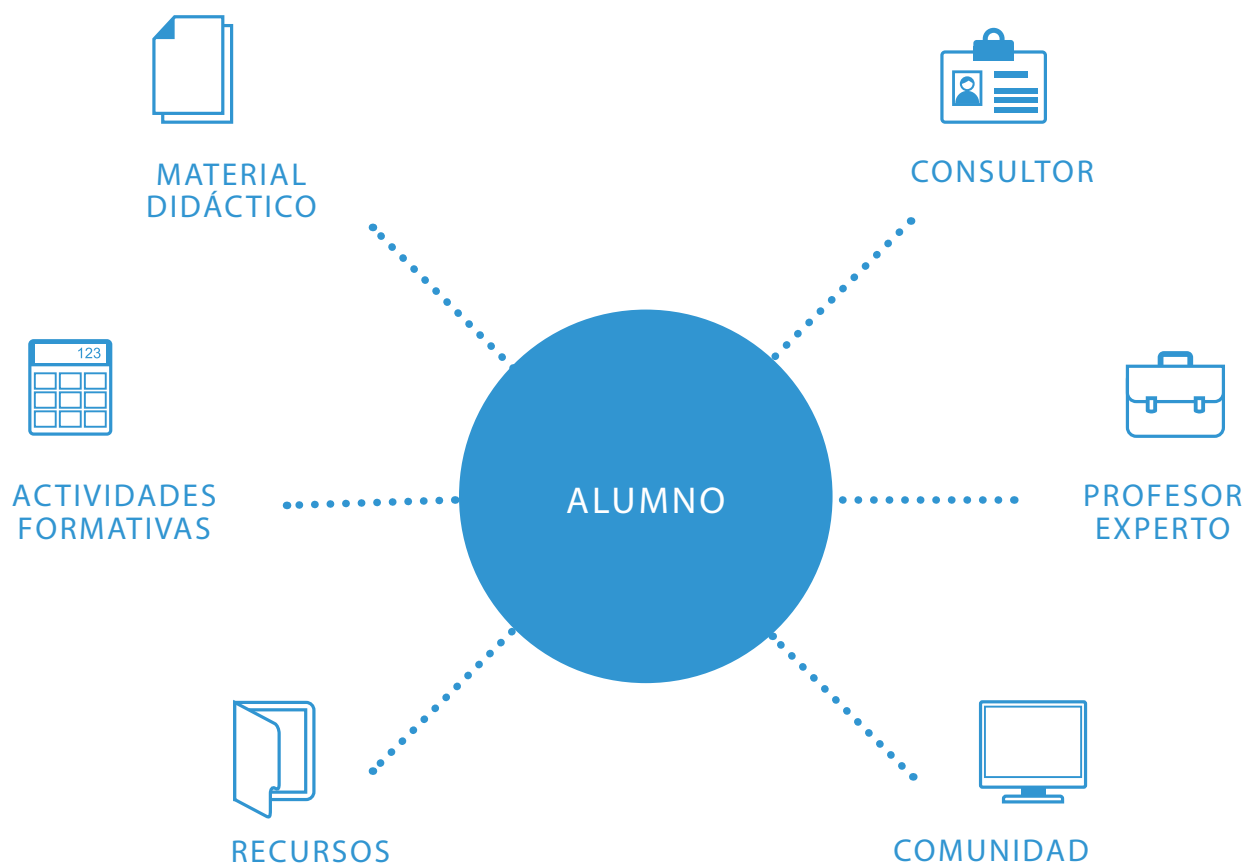 MATERIAL
DIDÁCTICO
CONSULTOR
123
ACTIVIDADES
FORMATIVAS
ALUMNO
PROFESOR
EXPERTO
RECURSOS
COMUNIDAD